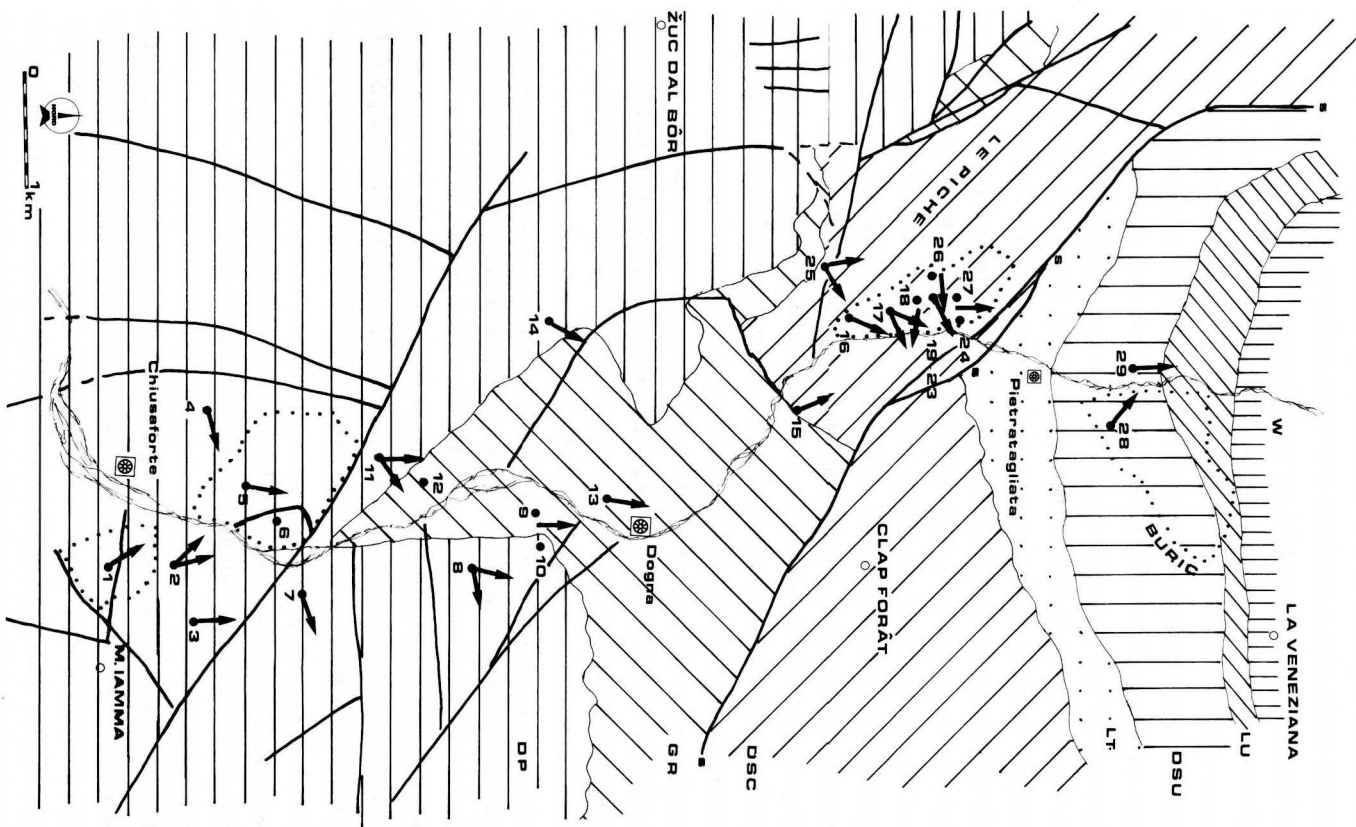 s
LA VENEZIANA
W
LU
DSU
BURIC
29
28
LT
s
Pietratagliata
27
26
24
s
LE PICHE
18
19
23
17
CLAP FORÂT
16
25
15
DSC
s
GR
ŽUC DAL BÔR
Dogna
13
14
9
10
DP
8
12
11
7
6
5
4
3
2
Chiusaforte
1
M. IAMMA
NORD
0
1 km